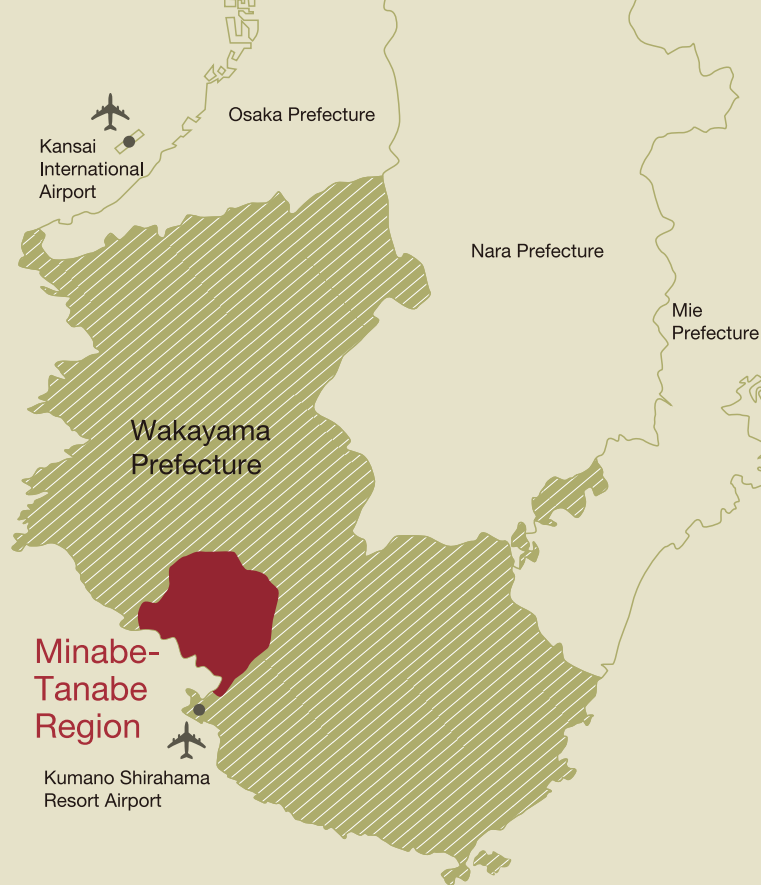 Osaka Prefecture
Kansai
International
Airport
Nara Prefecture
Mie
Prefecture
Wakayama
Prefecture
Minabe-
Tanabe
Region
Kumano Shirahama
Resort Airport